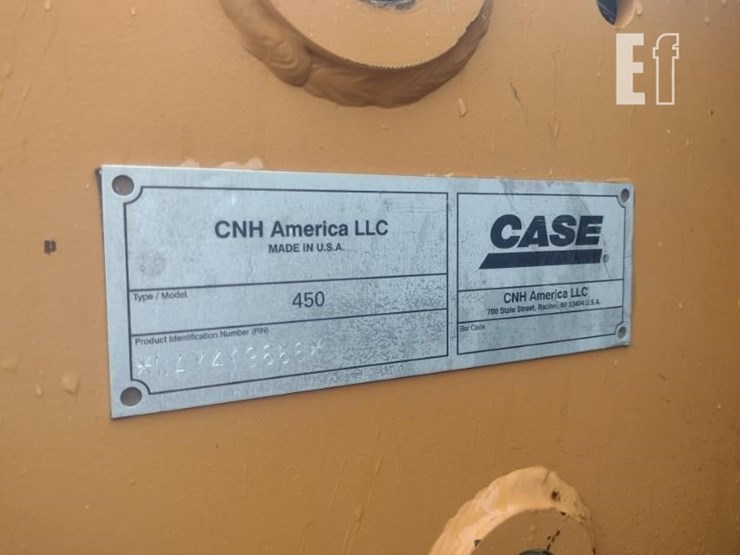 Ef
CNH America LLC
MADE IN U.S.A.
Type / Model
450
Product Identification Number (PIN)
CASE
CNH America LLC
700 State Street, Racine, WI 53404 U.S.A.
Bar Code